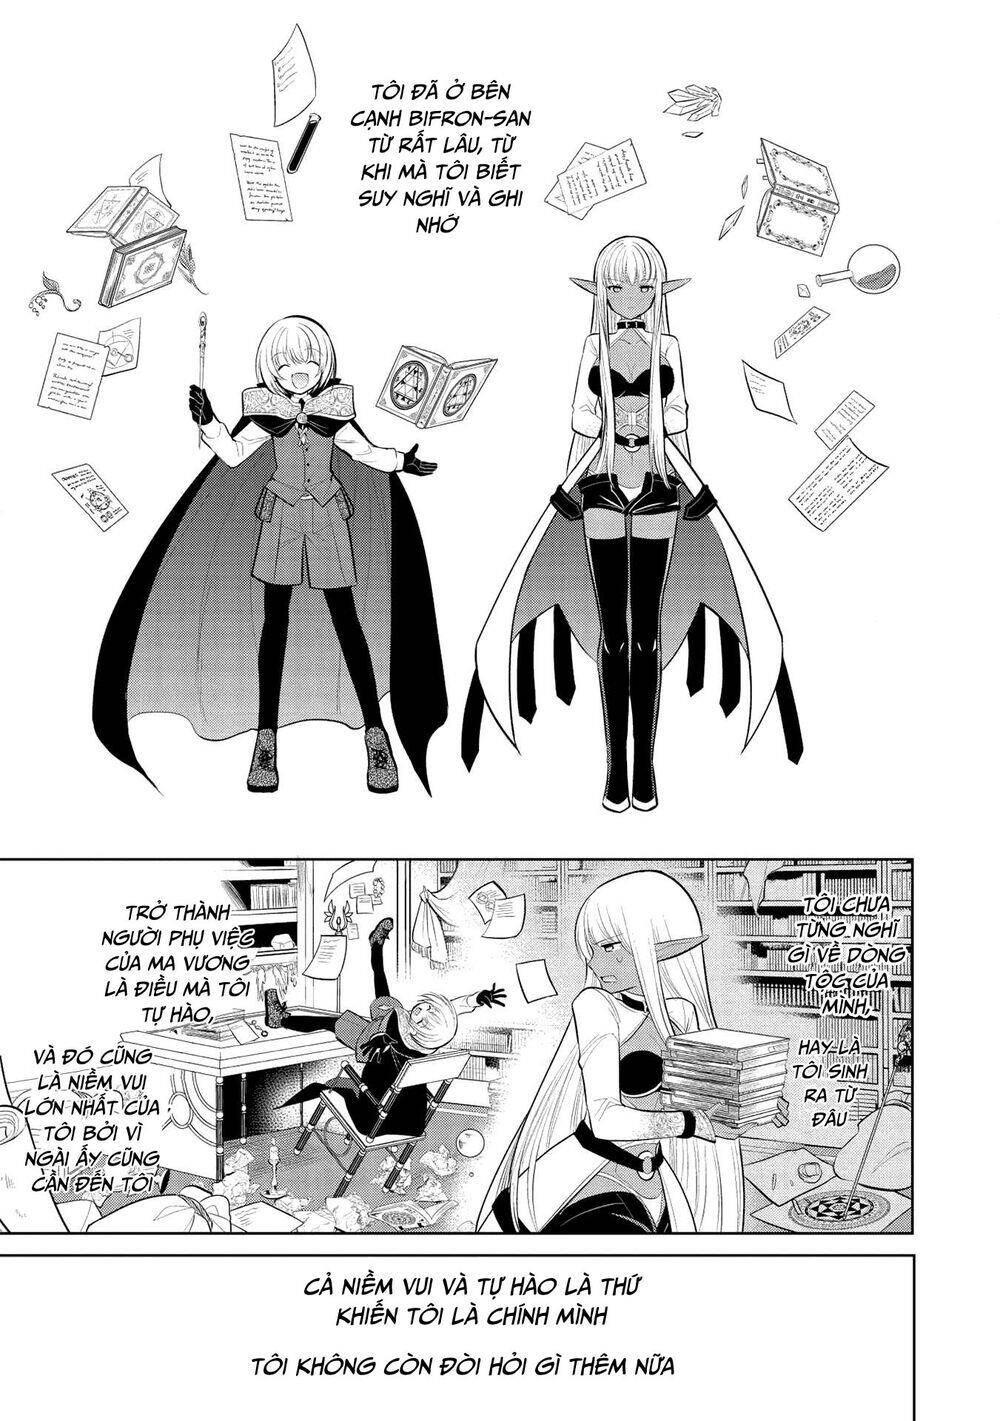 TÔI ĐÃ Ở BÊN
CẠNH BIFRON-SAN
TỪ RẤT LÂU, TỪ
KHI MÀ TÔI BIẾT
SUY NGHĨ VÀ GHI
NHỚ
TÔI CHƯA
TỪNG NGHĨ
GÌ VỀ DÒNG
TỘC CỦA
MÌNH,
HAY LÀ
TÔI SINH
RA TỪ
ĐÂU
TRỞ THÀNH
NGƯỜI PHỤ VIỆC
CỦA MA VƯƠNG
LÀ ĐIỀU MÀ TÔI
TỰ HÀO,
VÀ ĐÓ CŨNG
LÀ NIỀM VUI
LỚN NHẤT CỦA
TÔI BỞI VÌ
NGÀI ẤY CŨNG
CẦN ĐẾN TÔI
CẢ NIỀM VUI VÀ TỰ HÀO LÀ THỨ
KHIẾN TÔI LÀ CHÍNH MÌNH
TÔI KHÔNG CÒN ĐÒI HỎI GÌ THÊM NỮA